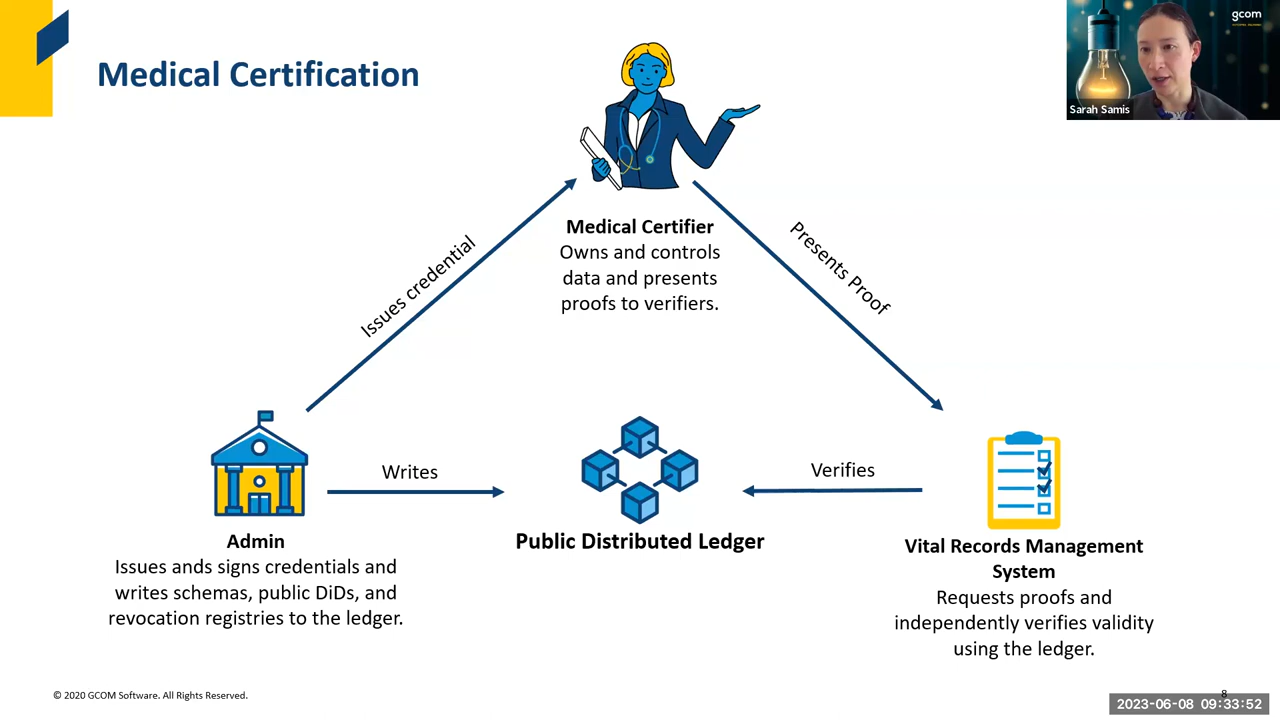 Medical Certification
gcom
Sarah Samis
Issues credential
Presents Proof
Medical Certifier
Owns and controls
data and presents
proofs to verifiers.
Writes
Verifies
Admin
Issues ands signs credentials and
writes schemas, public DiDs, and
revocation registries to the ledger.
Public Distributed Ledger
Vital Records Management
System
Requests proofs and
independently verifies validity
using the ledger.
© 2020 GCOM Software. All Rights Reserved.
8
2023-06-08 09:33:52